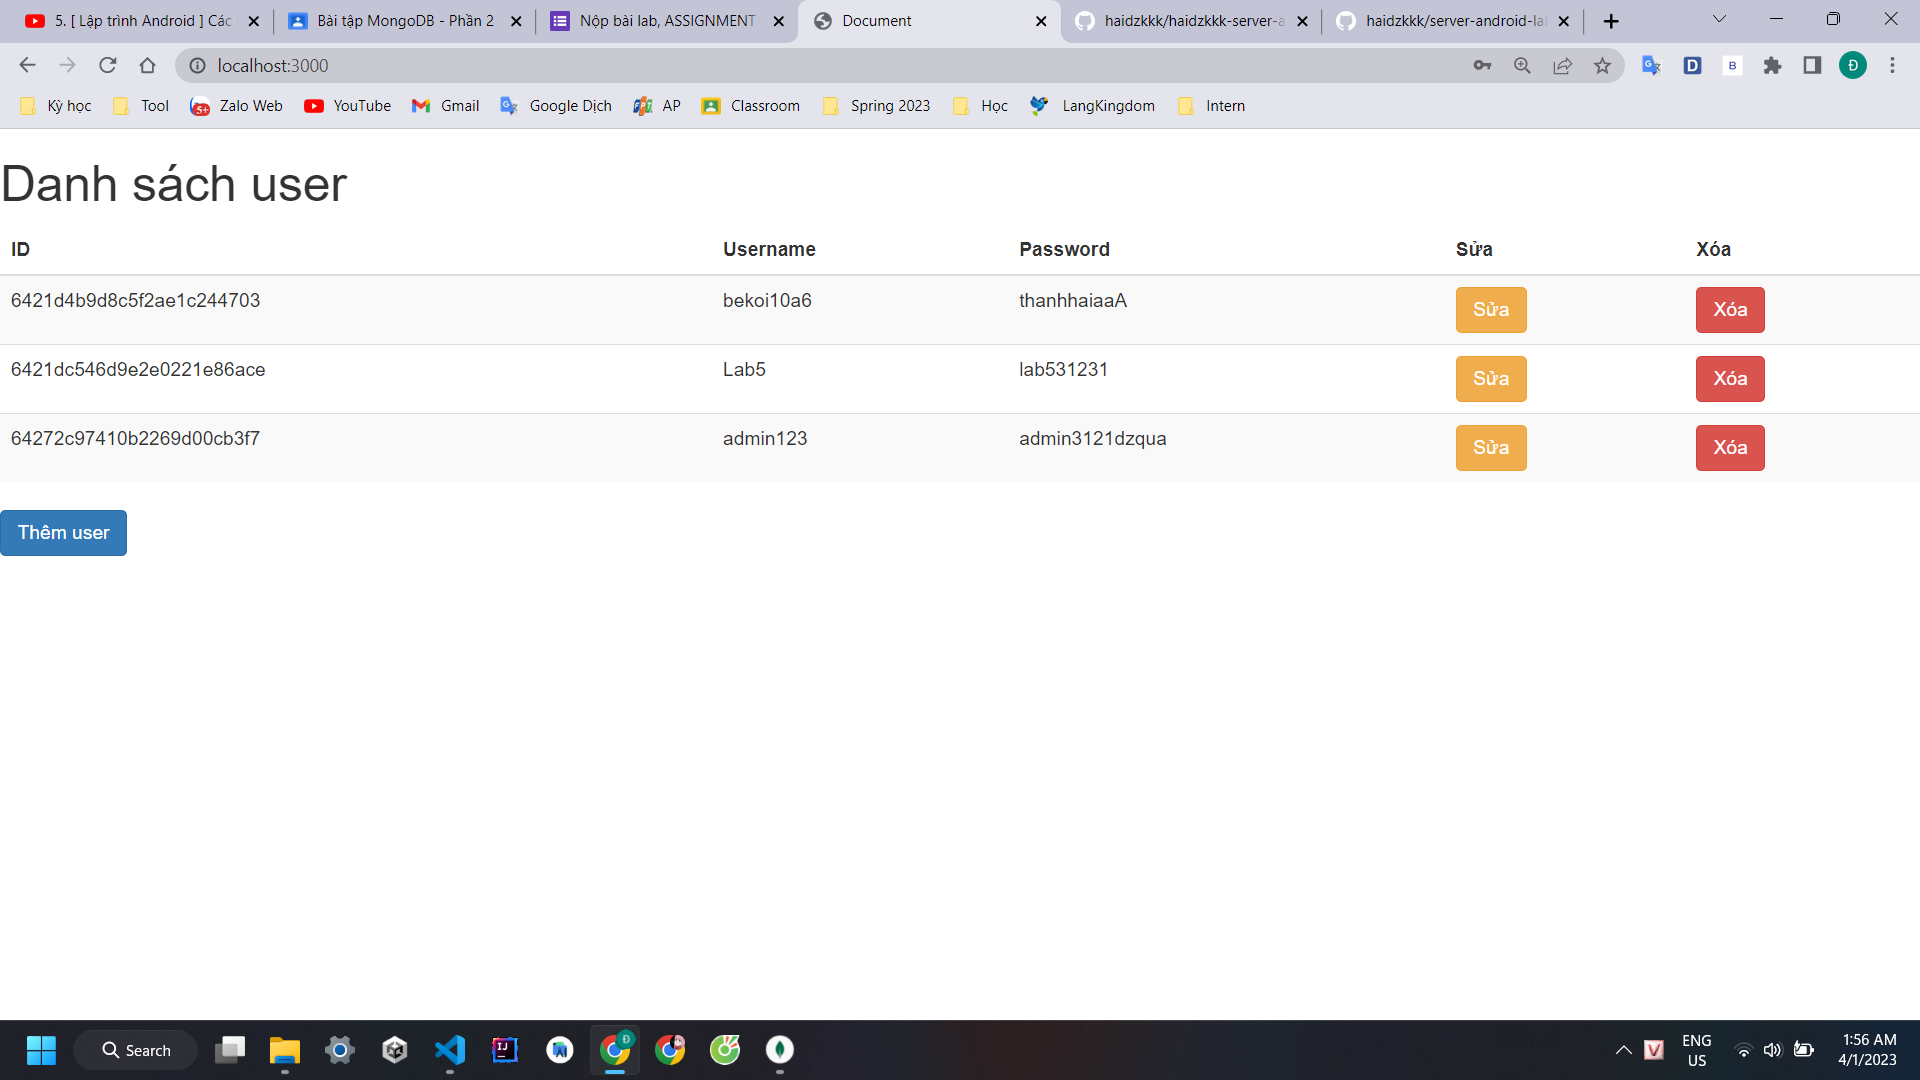 5. [ Lập trình Android ] Các
Bài tập MongoDB - Phần 2
Nộp bài lab, ASSIGNMENT
Document
haidzkkk/haidzkkk-server-a
haidzkkk/server-android-la
localhost:3000
Kỳ học
Tool
Zalo Web
YouTube
Gmail
Google Dịch
AP
Classroom
Spring 2023
Học
LangKingdom
Intern
Danh sách user
ID Username Password Sửa Xóa
6421d4b9d8c5f2ae1c244703 bekoi10a6 thanhhaiaaA Sửa Xóa
6421dc546d9e2e0221e86ace Lab5 lab531231 Sửa Xóa
64272c97410b2269d00cb3f7 admin123 admin3121dzqua Sửa Xóa
Thêm user
Search
ENG
US
1:56 AM
4/1/2023